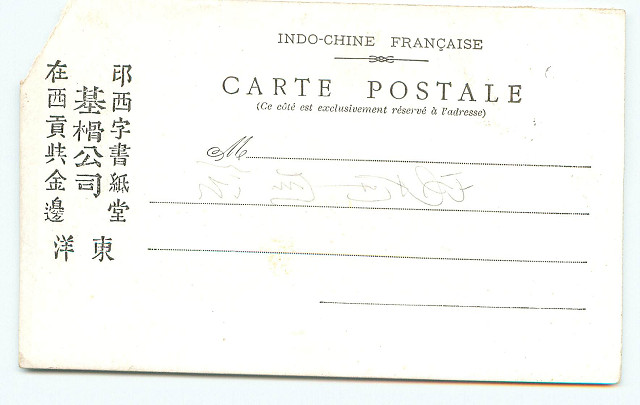 INDO-CHINE FRANÇAISE
CARTE POSTALE
(Ce côté est exclusivement réservé à l'adresse)
M
印西字書紙堂
基 公司
在西貢共金邊
東洋